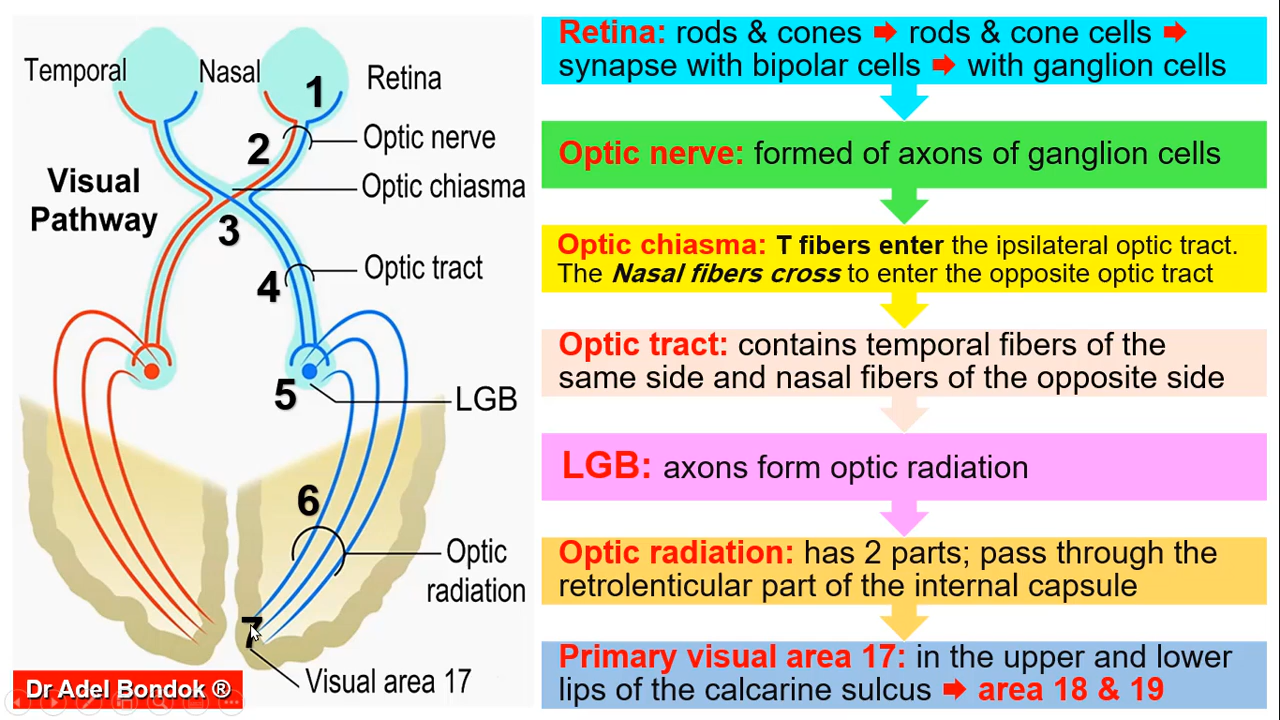 Temporal
Nasal
1
Retina
2
Optic nerve
Visual
Pathway
Optic chiasma
3
4
Optic tract
5
LGB
6
Optic
radiation
7
Visual area 17
Dr Adel Bondok ®
Retina: rods & cones ➡ rods & cone cells ➡
synapse with bipolar cells ➡ with ganglion cells
Optic nerve: formed of axons of ganglion cells
Optic chiasma: T fibers enter the ipsilateral optic tract.
The Nasal fibers cross to enter the opposite optic tract
Optic tract: contains temporal fibers of the
same side and nasal fibers of the opposite side
LGB: axons form optic radiation
Optic radiation: has 2 parts; pass through the
retrolenticular part of the internal capsule
Primary visual area 17: in the upper and lower
lips of the calcarine sulcus ➡ area 18 & 19